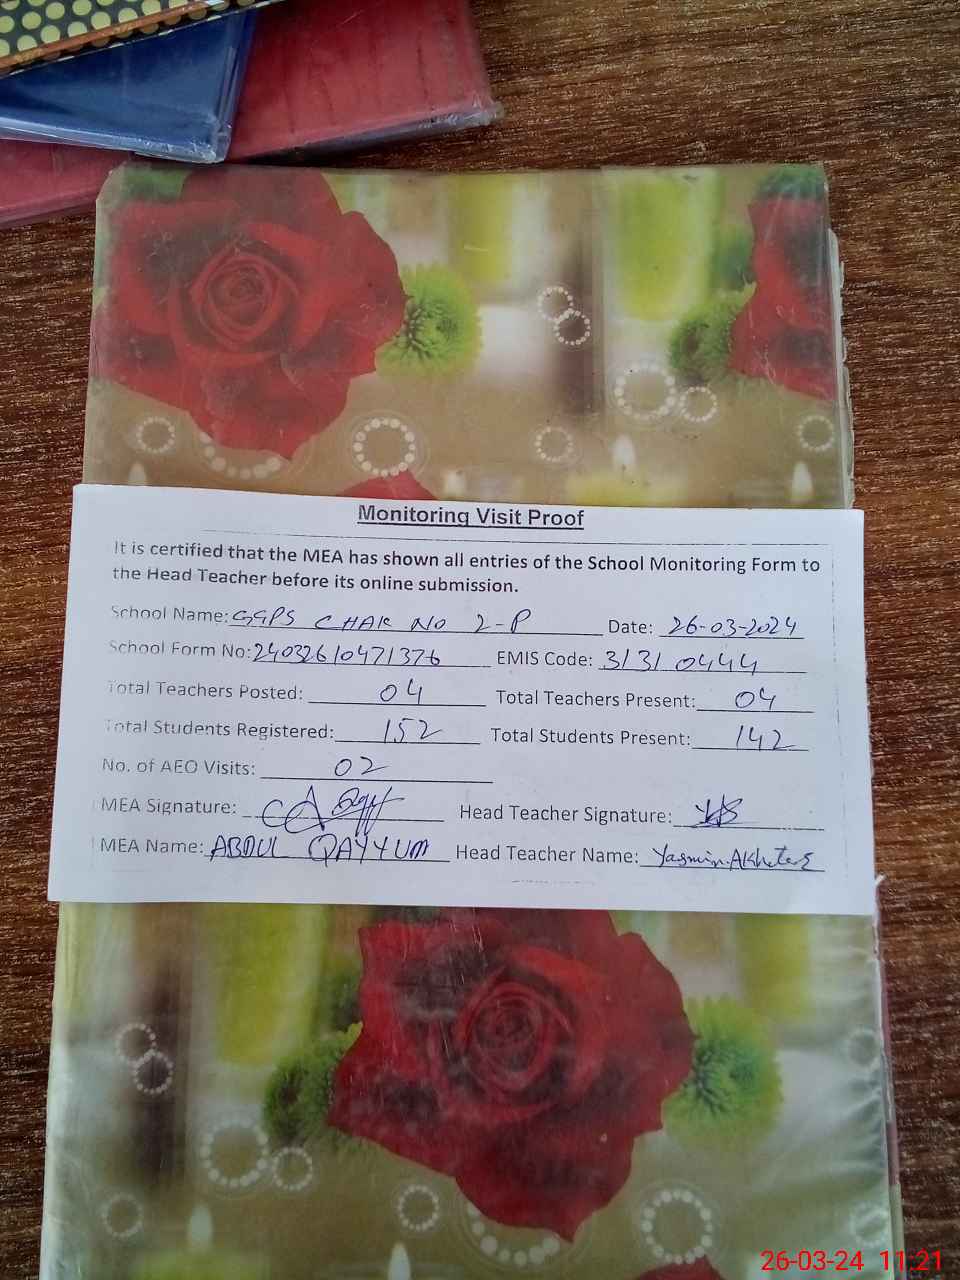 Monitoring Visit Proof
It is certified that the MEA has shown all entries of the School Monitoring Form to
the Head Teacher before its online submission.
School Name: GGPS CHAK NO 2-P Date: 26-03-2024
School Form No: 24032610471376 EMIS Code: 31310444
Total Teachers Posted: 04 Total Teachers Present: 04
Total Students Registered: 152 Total Students Present: 142
No. of AEO Visits: 02
MEA Signature: Head Teacher Signature:
MEA Name: ABDUL QAYYUM Head Teacher Name: Yasmin Akhtar
26-03-24 11:21